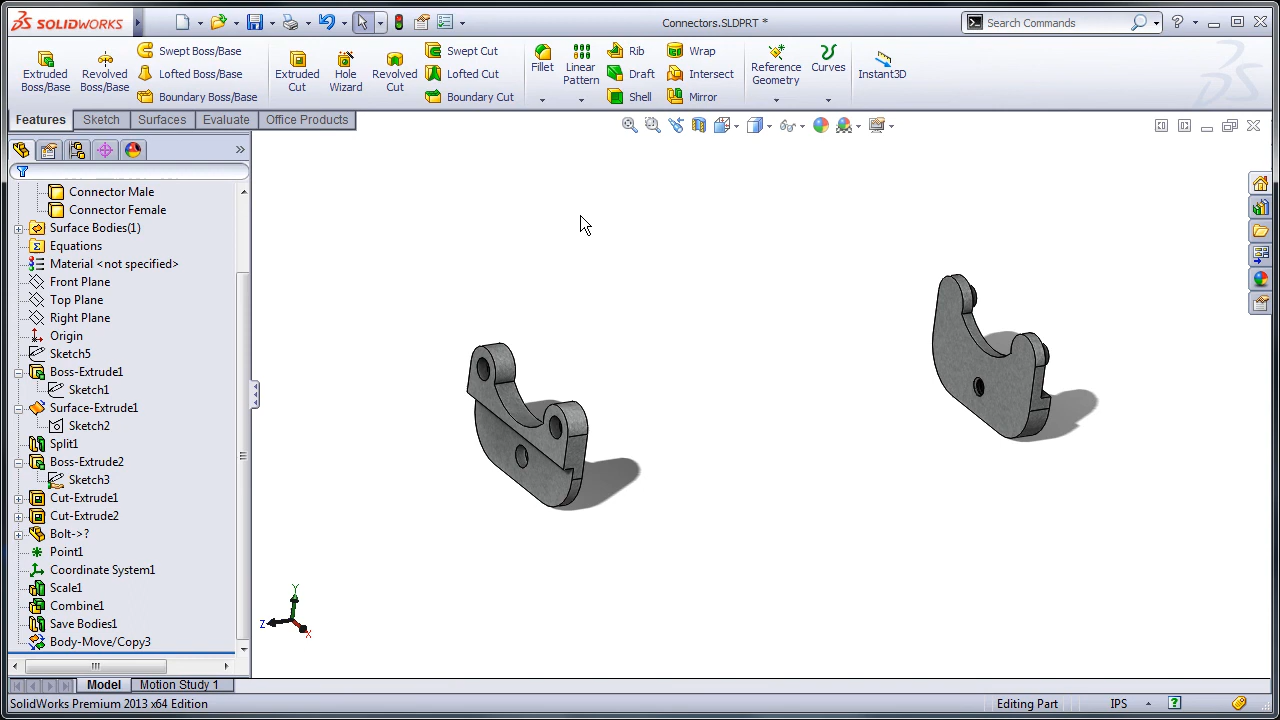 SOLIDWORKS
Connectors.SLDPRT *
Search Commands
Extruded Boss/Base
Revolved Boss/Base
Swept Boss/Base
Lofted Boss/Base
Boundary Boss/Base
Extruded Cut
Hole Wizard
Revolved Cut
Swept Cut
Lofted Cut
Boundary Cut
Fillet
Linear Pattern
Rib
Draft
Shell
Wrap
Intersect
Mirror
Reference Geometry
Curves
Instant3D
Features
Sketch
Surfaces
Evaluate
Office Products
Connector Male
Connector Female
Surface Bodies(1)
Equations
Material <not specified>
Front Plane
Top Plane
Right Plane
Origin
Sketch5
Boss-Extrude1
Sketch1
Surface-Extrude1
Sketch2
Split1
Boss-Extrude2
Sketch3
Cut-Extrude1
Cut-Extrude2
Bolt->?
Point1
Coordinate System1
Scale1
Combine1
Save Bodies1
Body-Move/Copy3
Y
Z
X
Model
Motion Study 1
SolidWorks Premium 2013 x64 Edition
Editing Part
IPS